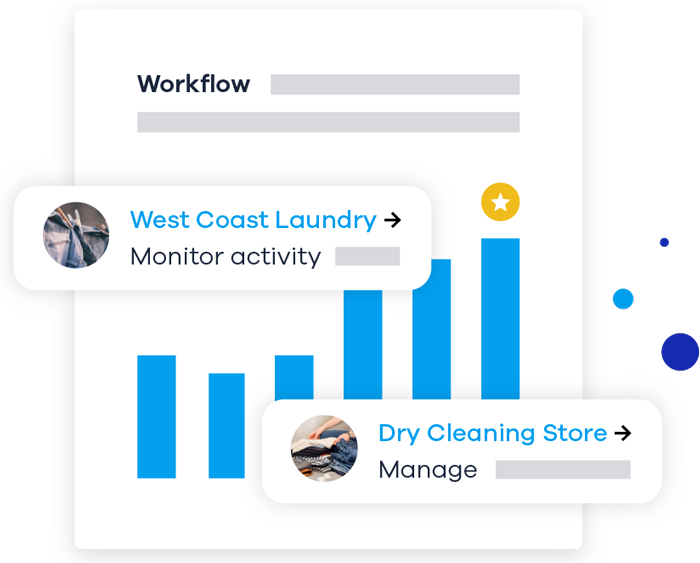 Workflow
West Coast Laundry →
Monitor activity
Dry Cleaning Store →
Manage